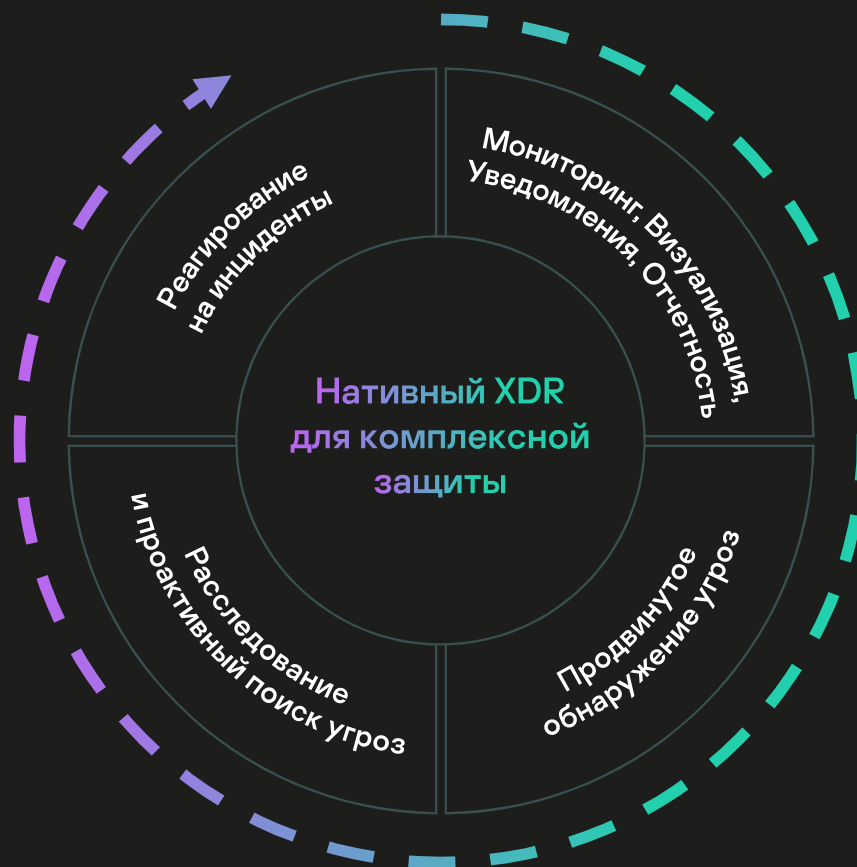 Мониторинг, Визуализация,
Уведомления, Отчетность
Продвинутое
обнаружение угроз
Расследование
и проактивный поиск угроз
Реагирование
на инциденты
Нативный XDR
для комплексной
защиты